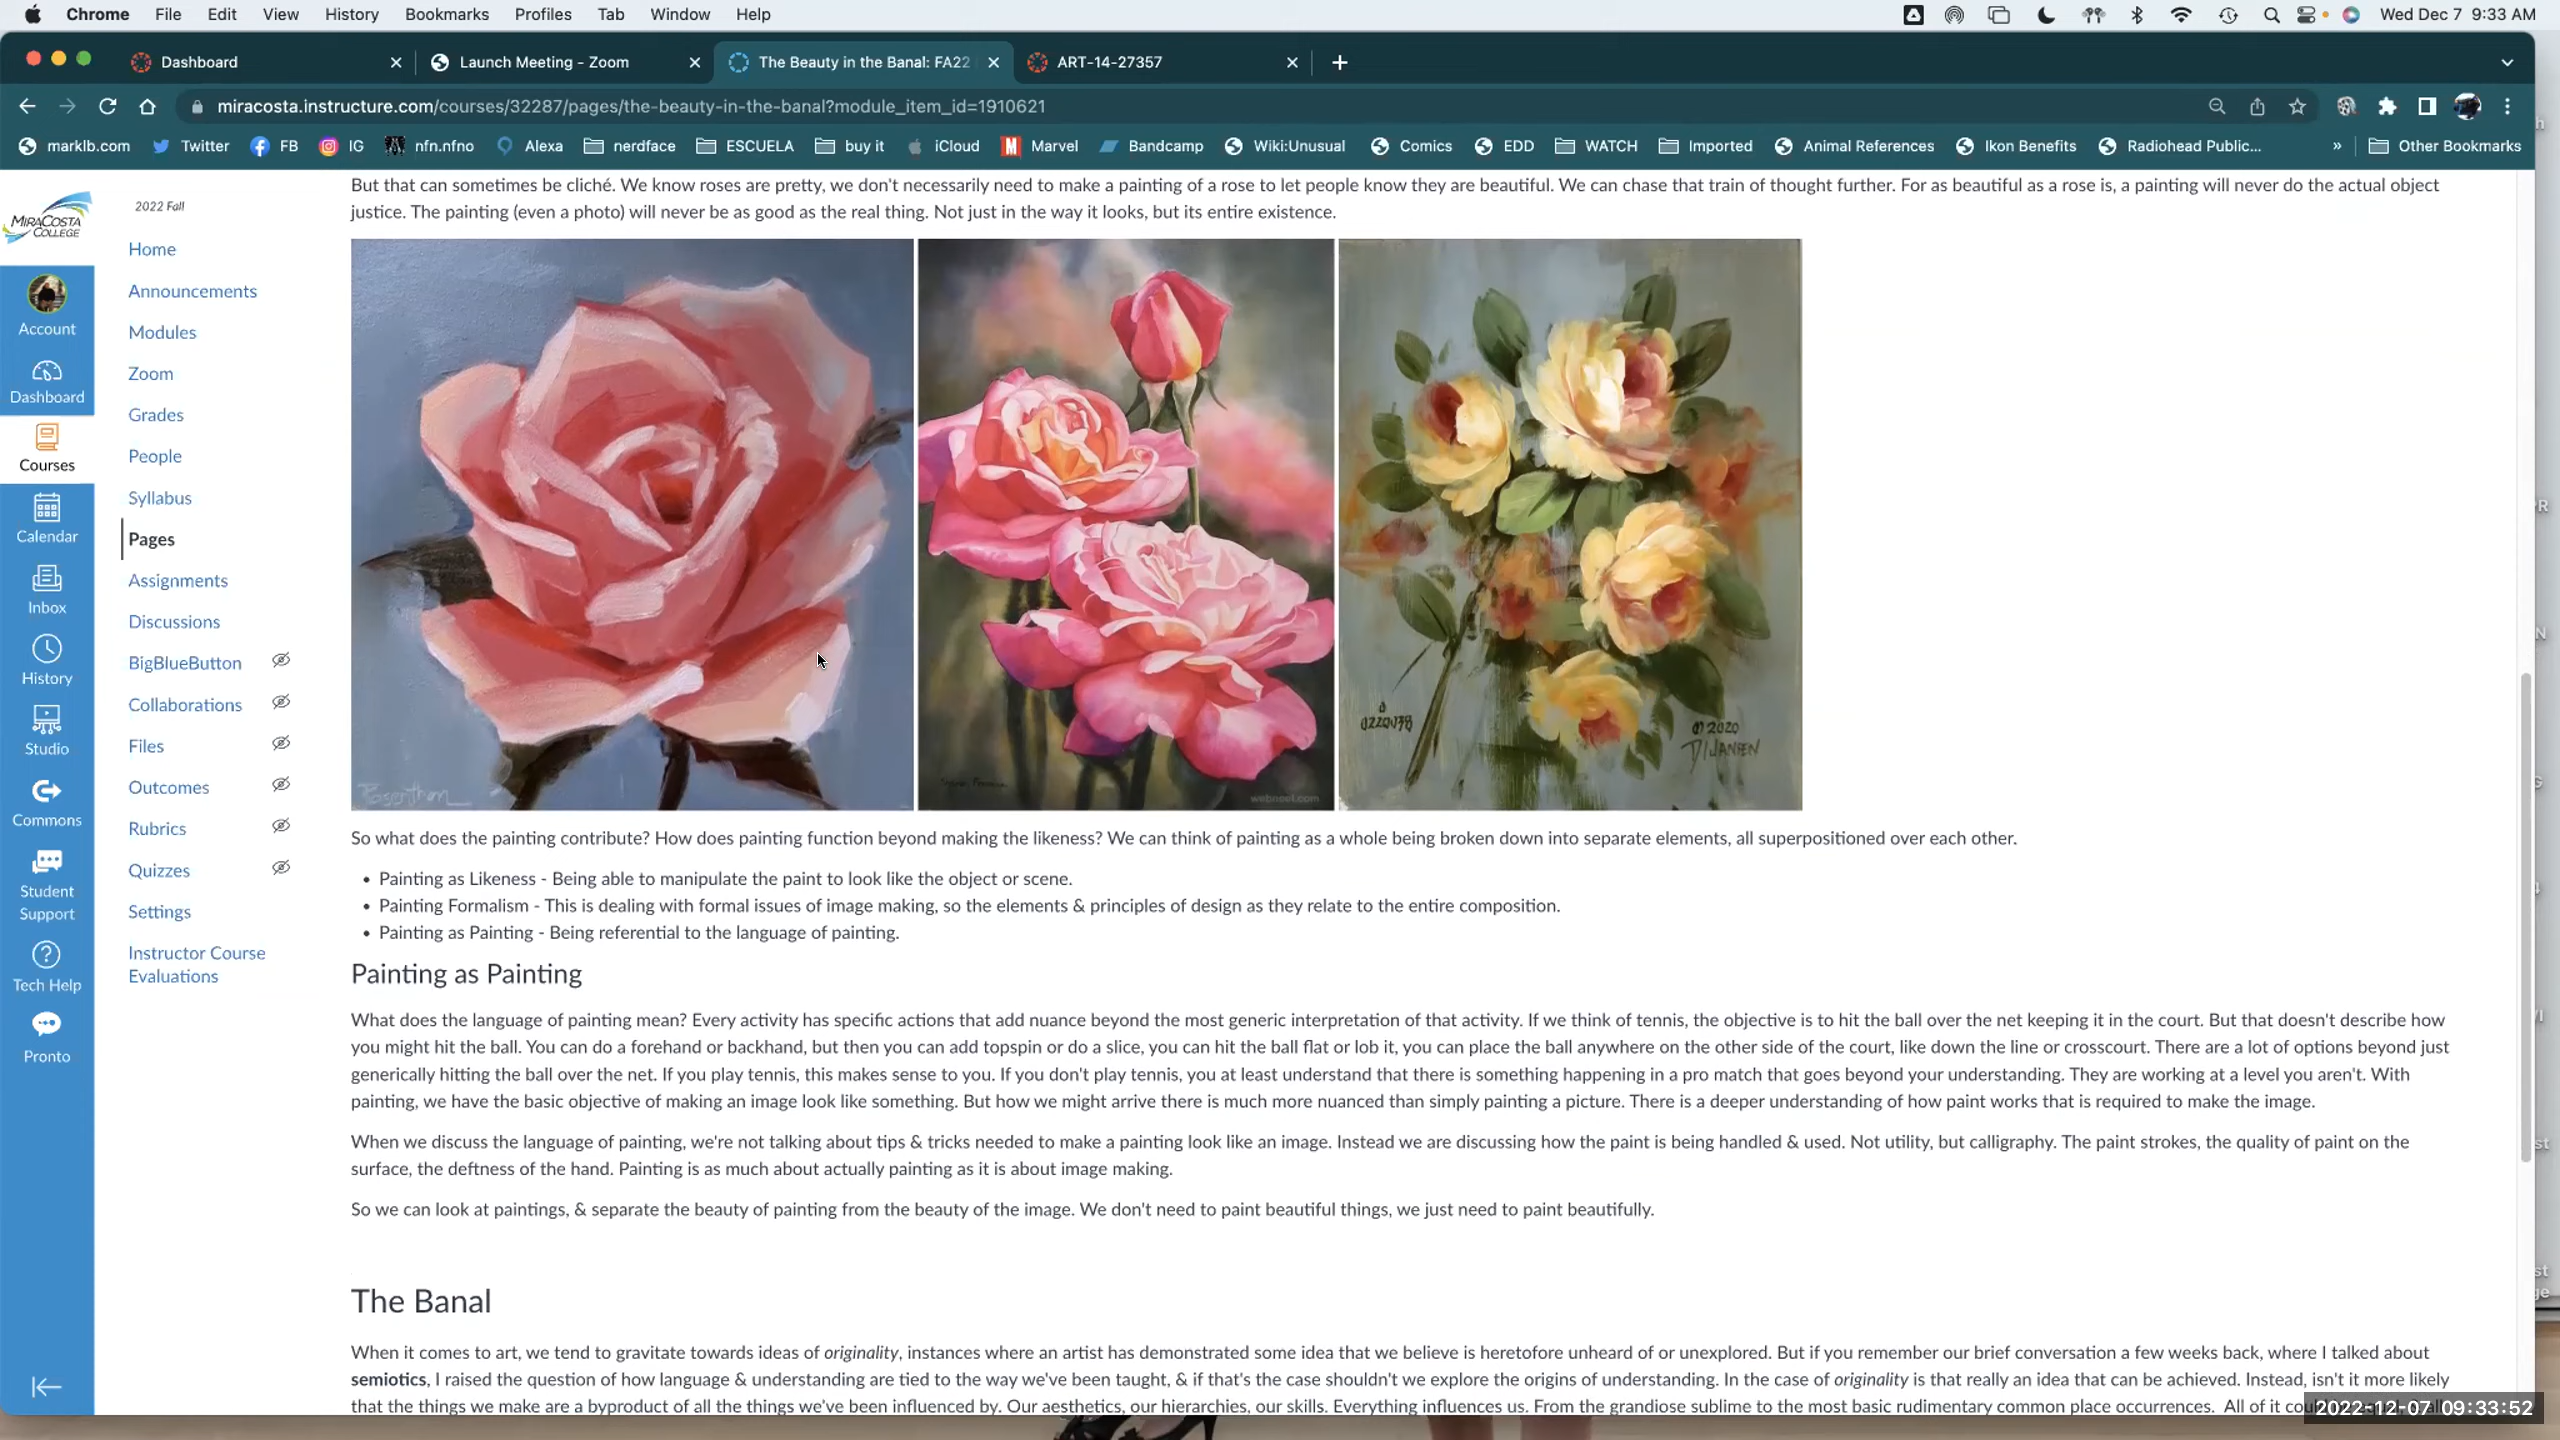 Chrome File Edit View History Bookmarks Profiles Tab Window Help Wed Dec 7 9:33 AM
Dashboard Launch Meeting - Zoom The Beauty in the Banal: FA22 ART-14-27357
miracosta.instructure.com/courses/32287/pages/the-beauty-in-the-banal?module_item_id=1910621
marklb.com Twitter FB IG nfn.nfno Alexa nerdface ESCUELA buy it iCloud Marvel Bandcamp Wiki:Unusual Comics EDD WATCH Imported Animal References Ikon Benefits Radiohead Public... » Other Bookmarks
MIRACOSTA
COLLEGE
Account
Dashboard
Courses
Calendar
Inbox
History
Studio
Commons
Student
Support
Tech Help
Pronto
2022 Fall
Home
Announcements
Modules
Zoom
Grades
People
Syllabus
Pages
Assignments
Discussions
BigBlueButton
Collaborations
Files
Outcomes
Rubrics
Quizzes
Settings
Instructor Course
Evaluations
But that can sometimes be cliché. We know roses are pretty, we don't necessarily need to make a painting of a rose to let people know they are beautiful. We can chase that train of thought further. For as beautiful as a rose is, a painting will never do the actual object
justice. The painting (even a photo) will never be as good as the real thing. Not just in the way it looks, but its entire existence.
webneel.com
© 2020
D/JANSEN
So what does the painting contribute? How does painting function beyond making the likeness? We can think of painting as a whole being broken down into separate elements, all superpositioned over each other.
• Painting as Likeness - Being able to manipulate the paint to look like the object or scene.
• Painting Formalism - This is dealing with formal issues of image making, so the elements & principles of design as they relate to the entire composition.
• Painting as Painting - Being referential to the language of painting.
Painting as Painting
What does the language of painting mean? Every activity has specific actions that add nuance beyond the most generic interpretation of that activity. If we think of tennis, the objective is to hit the ball over the net keeping it in the court. But that doesn't describe how
you might hit the ball. You can do a forehand or backhand, but then you can add topspin or do a slice, you can hit the ball flat or lob it, you can place the ball anywhere on the other side of the court, like down the line or crosscourt. There are a lot of options beyond just
generically hitting the ball over the net. If you play tennis, this makes sense to you. If you don't play tennis, you at least understand that there is something happening in a pro match that goes beyond your understanding. They are working at a level you aren't. With
painting, we have the basic objective of making an image look like something. But how we might arrive there is much more nuanced than simply painting a picture. There is a deeper understanding of how paint works that is required to make the image.
When we discuss the language of painting, we're not talking about tips & tricks needed to make a painting look like an image. Instead we are discussing how the paint is being handled & used. Not utility, but calligraphy. The paint strokes, the quality of paint on the
surface, the deftness of the hand. Painting is as much about actually painting as it is about image making.
So we can look at paintings, & separate the beauty of painting from the beauty of the image. We don't need to paint beautiful things, we just need to paint beautifully.
The Banal
When it comes to art, we tend to gravitate towards ideas of originality, instances where an artist has demonstrated some idea that we believe is heretofore unheard of or unexplored. But if you remember our brief conversation a few weeks back, where I talked about
semiotics, I raised the question of how language & understanding are tied to the way we've been taught, & if that's the case shouldn't we explore the origins of understanding. In the case of originality is that really an idea that can be achieved. Instead, isn't it more likely
that the things we make are a byproduct of all the things we've been influenced by. Our aesthetics, our hierarchies, our skills. Everything influences us. From the grandiose sublime to the most basic rudimentary common place occurrences. All of it
2022-12-07 09:33:52